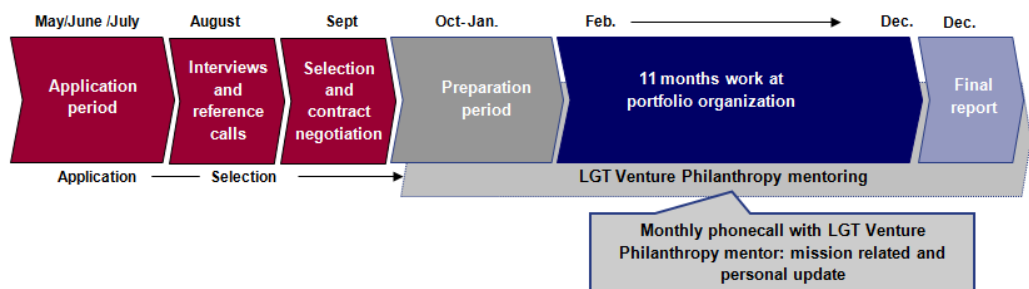 May/June /July
August
Sept
Oct-Jan.
Feb.
Dec.
Dec.
Application
period
Interviews
and
reference
calls
Selection
and
contract
negotiation
Preparation
period
11 months work at
portfolio organization
Final
report
Application
Selection
LGT Venture Philanthropy mentoring
Monthly phonecall with LGT Venture
Philanthropy mentor: mission related and
personal update